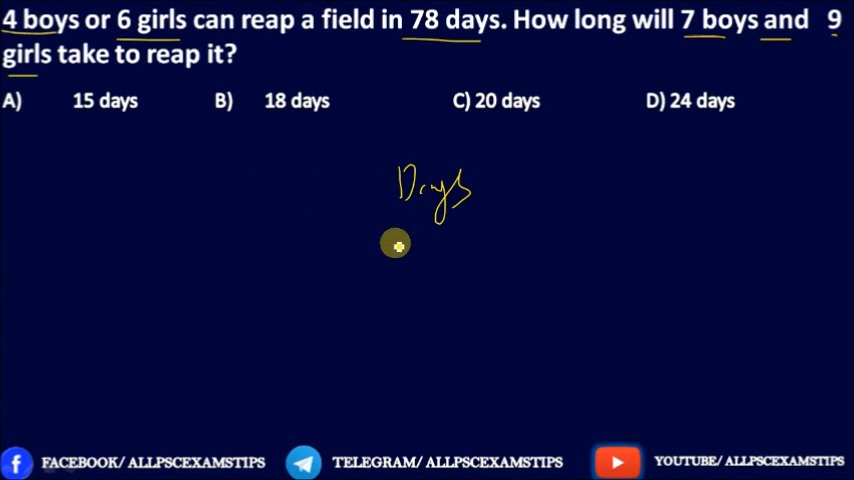 4 boys or 6 girls can reap a field in 78 days. How long will 7 boys and 9
girls take to reap it?
A) 15 days B) 18 days C) 20 days D) 24 days
Days
FACEBOOK/ ALLPSCEXAMSTIPS TELEGRAM/ ALLPSCEXAMSTIPS YOUTUBE/ ALLPSCEXAMSTIPS